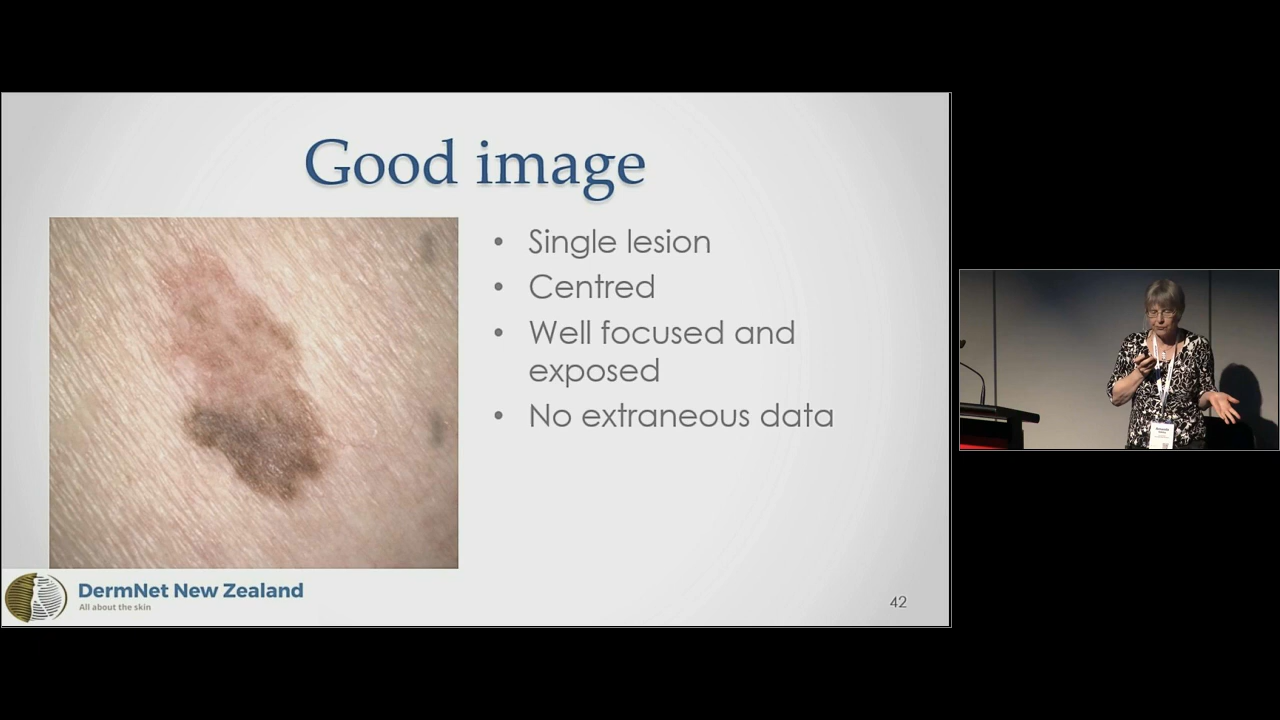 Good image
• Single lesion
• Centred
• Well focused and
exposed
• No extraneous data
DermNet New Zealand
All about the skin
42